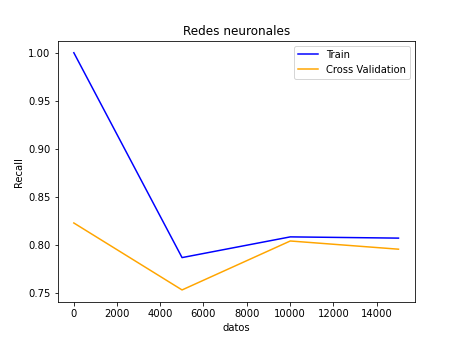 Redes neuronales
Train
Cross Validation
1.00
0.95
0.90
0.85
0.80
0.75
Recall
0 2000 4000 6000 8000 10000 12000 14000
datos